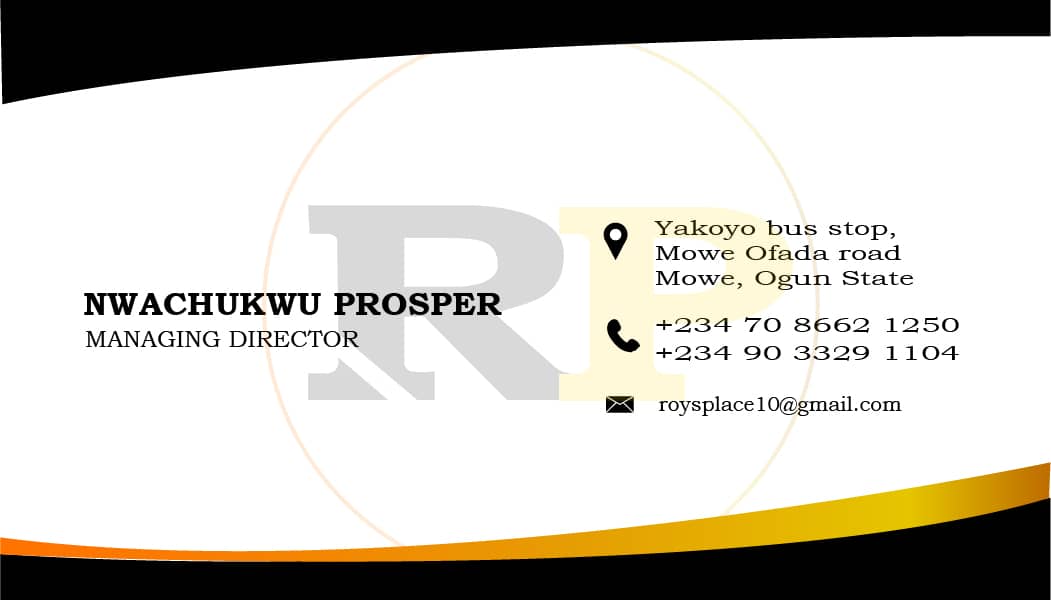 RP
NWACHUKWU PROSPER
MANAGING DIRECTOR
Yakoyo bus stop,
Mowe Ofada road
Mowe, Ogun State
+234 70 8662 1250
+234 90 3329 1104
roysplace10@gmail.com